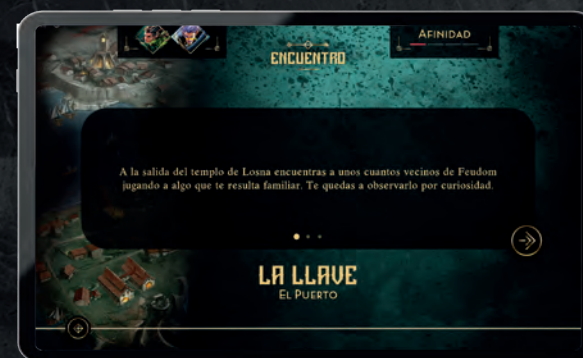 AFINIDAD
ENCUENTRO
A la salida del templo de Losna encuentras a unos cuantos vecinos de Feudom
jugando a algo que te resulta familiar. Te quedas a observarlo por curiosidad.
LA LLAVE
EL PUERTO